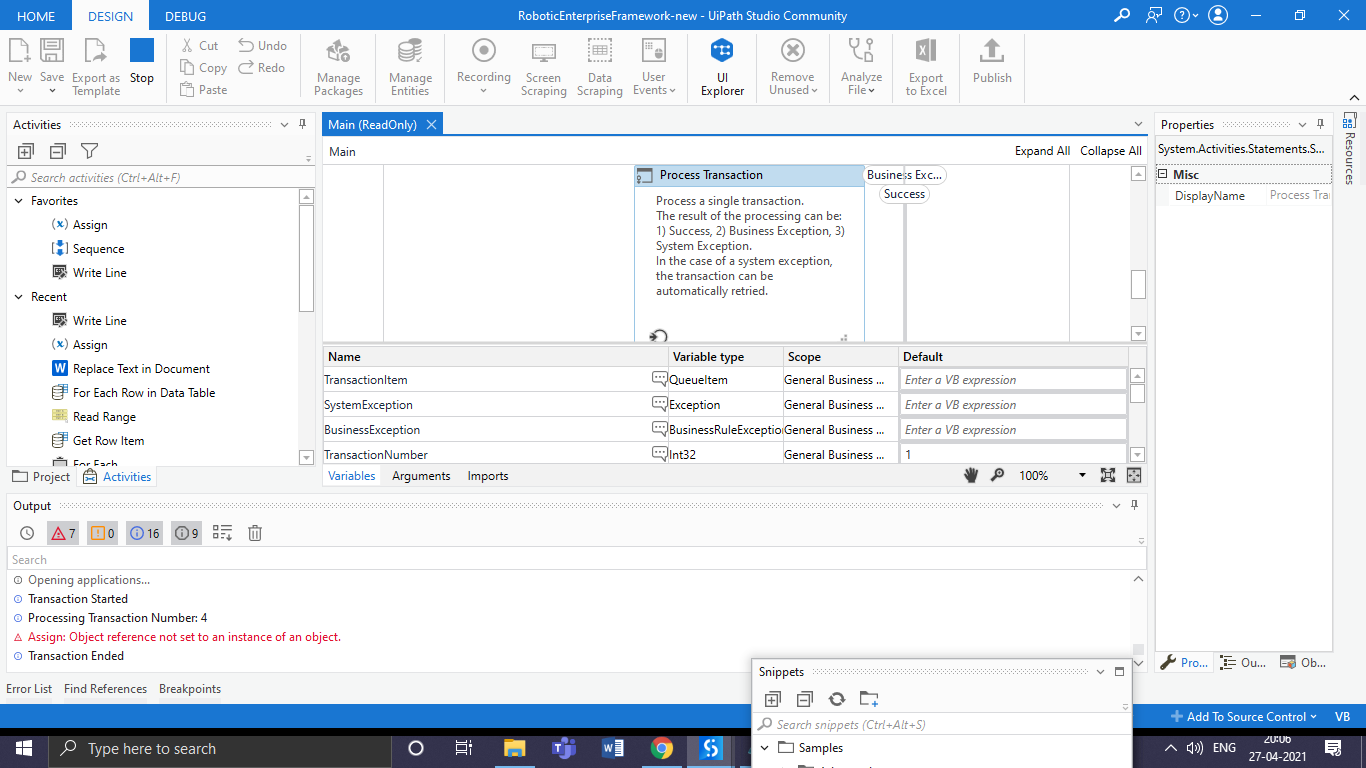 HOME
DESIGN
DEBUG
RoboticEnterpriseFramework-new - UiPath Studio Community
New
Save
Export as
Template
Stop
Cut
Copy
Paste
Undo
Redo
Manage
Packages
Manage
Entities
Recording
Screen
Scraping
Data
Scraping
User
Events
UI
Explorer
Remove
Unused
Analyze
File
Export
to Excel
Publish
Activities
Search activities (Ctrl+Alt+F)
Favorites
Assign
Sequence
Write Line
Recent
Write Line
Assign
Replace Text in Document
For Each Row in Data Table
Read Range
Get Row Item
For Each
Project
Activities
Main (ReadOnly)
Main
Expand All
Collapse All
Process Transaction
Business Exc...
Success
Process a single transaction.
The result of the processing can be:
1) Success, 2) Business Exception, 3)
System Exception.
In the case of a system exception,
the transaction can be
automatically retried.
Name Variable type Scope Default
TransactionItem QueueItem General Business ... Enter a VB expression
SystemException Exception General Business ... Enter a VB expression
BusinessException BusinessRuleException General Business ... Enter a VB expression
TransactionNumber Int32 General Business ... 1
Variables Arguments Imports
100%
Properties
System.Activities.Statements.S...
Misc
DisplayName Process Tra
Resources
Pro...
Ou...
Ob...
Output
7
0
16
9
Search
Opening applications...
Transaction Started
Processing Transaction Number: 4
Assign: Object reference not set to an instance of an object.
Transaction Ended
Error List Find References Breakpoints
Snippets
Search snippets (Ctrl+Alt+S)
Samples
Add To Source Control
VB
Type here to search
ENG
20:06
27-04-2021